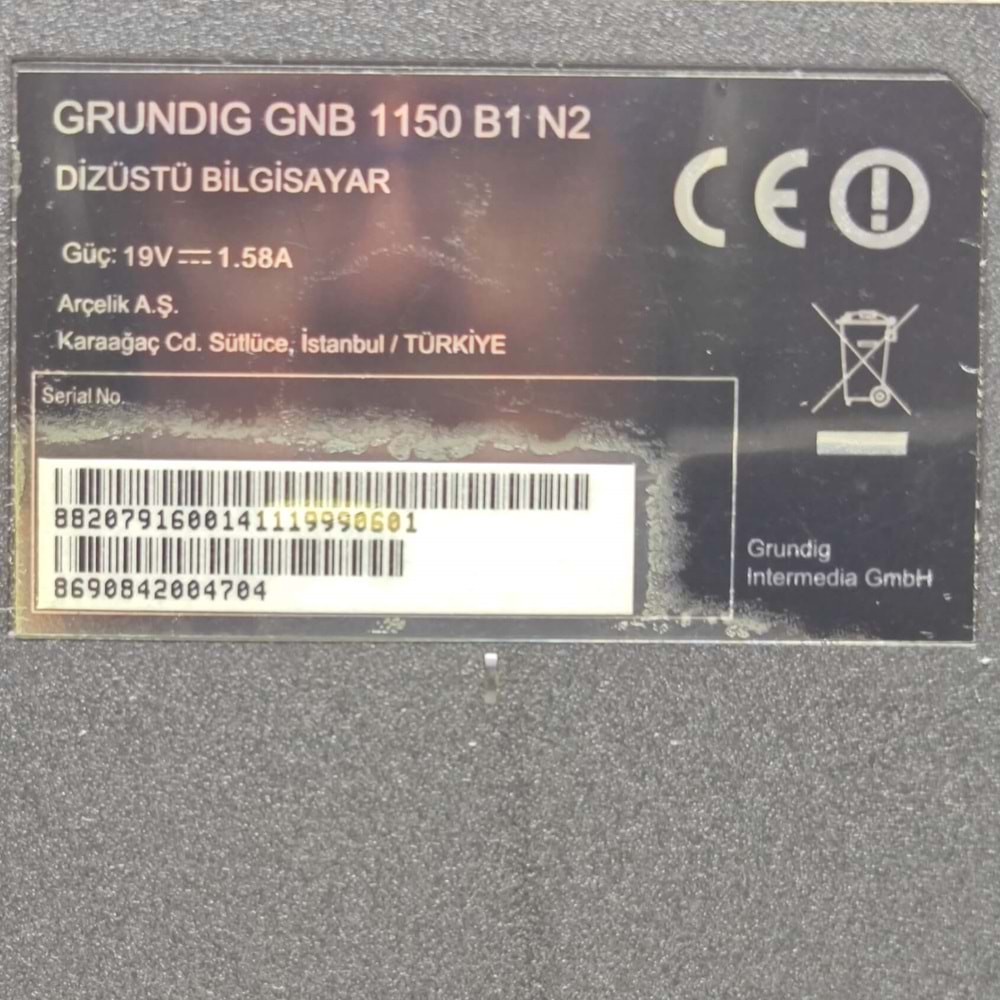 GRUNDIG GNB 1150 B1 N2
DİZÜSTÜ BİLGİSAYAR
Güç: 19V⎓1.58A
Arçelik A.Ş.
Karaağaç Cd. Sütlüce, İstanbul / TÜRKİYE
CE
Serial No.
8820791600141119990601
8690842004704
Grundig
Intermedia GmbH